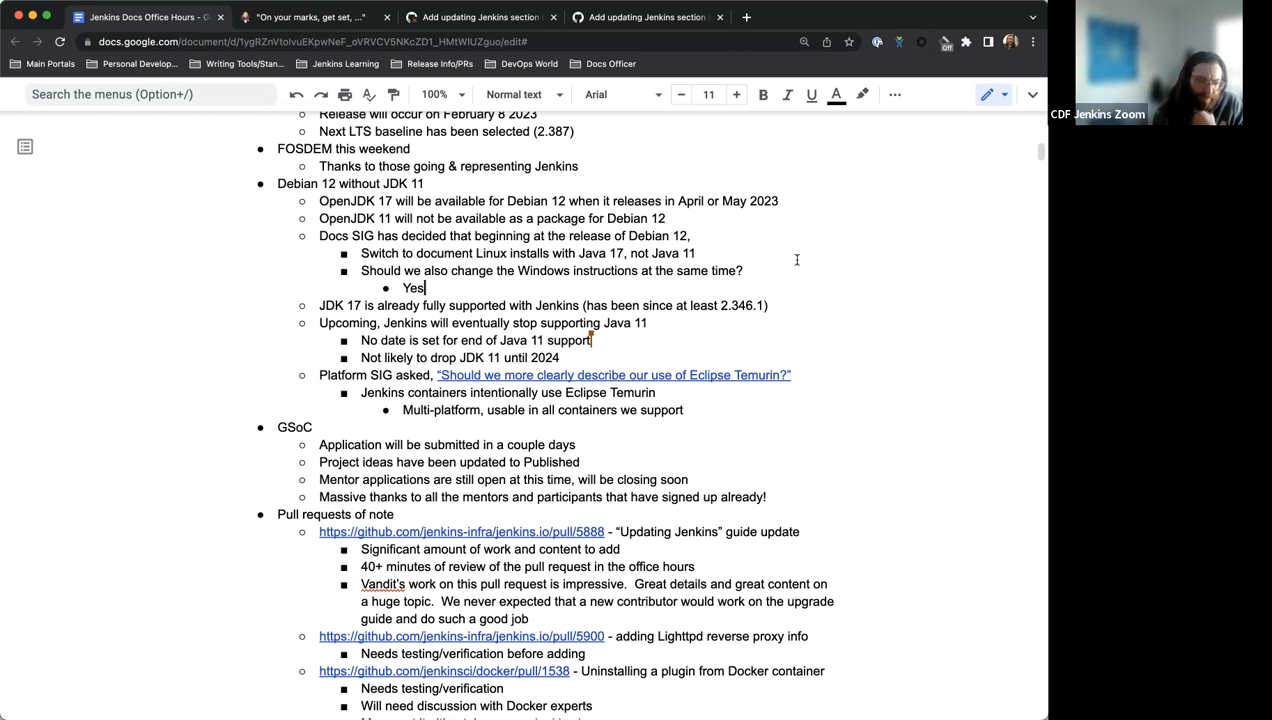 Jenkins Docs Office Hours - G
"On your marks, get set, ..."
Add updating Jenkins section
Add updating Jenkins section
docs.google.com/document/d/1ygRZnVtoIvuEKpwNeF_oVRVCV5NKcZD1_HMtWlUZguo/edit#
Off
Main Portals
Personal Develop...
Writing Tools/Stan...
Jenkins Learning
Release Info/PRs
DevOps World
Docs Officer
Search the menus (Option+/)
100%
Normal text
Arial
11
B I U A
CDF Jenkins Zoom
Release will occur on February 8 2023
Next LTS baseline has been selected (2.387)
FOSDEM this weekend
Thanks to those going & representing Jenkins
Debian 12 without JDK 11
OpenJDK 17 will be available for Debian 12 when it releases in April or May 2023
OpenJDK 11 will not be available as a package for Debian 12
Docs SIG has decided that beginning at the release of Debian 12,
Switch to document Linux installs with Java 17, not Java 11
Should we also change the Windows instructions at the same time?
Yes
JDK 17 is already fully supported with Jenkins (has been since at least 2.346.1)
Upcoming, Jenkins will eventually stop supporting Java 11
No date is set for end of Java 11 support
Not likely to drop JDK 11 until 2024
Platform SIG asked, “Should we more clearly describe our use of Eclipse Temurin?”
Jenkins containers intentionally use Eclipse Temurin
Multi-platform, usable in all containers we support
GSoC
Application will be submitted in a couple days
Project ideas have been updated to Published
Mentor applications are still open at this time, will be closing soon
Massive thanks to all the mentors and participants that have signed up already!
Pull requests of note
https://github.com/jenkins-infra/jenkins.io/pull/5888 - “Updating Jenkins” guide update
Significant amount of work and content to add
40+ minutes of review of the pull request in the office hours
Vandit’s work on this pull request is impressive. Great details and great content on
a huge topic. We never expected that a new contributor would work on the upgrade
guide and do such a good job
https://github.com/jenkins-infra/jenkins.io/pull/5900 - adding Lighttpd reverse proxy info
Needs testing/verification before adding
https://github.com/jenkinsci/docker/pull/1538 - Uninstalling a plugin from Docker container
Needs testing/verification
Will need discussion with Docker experts